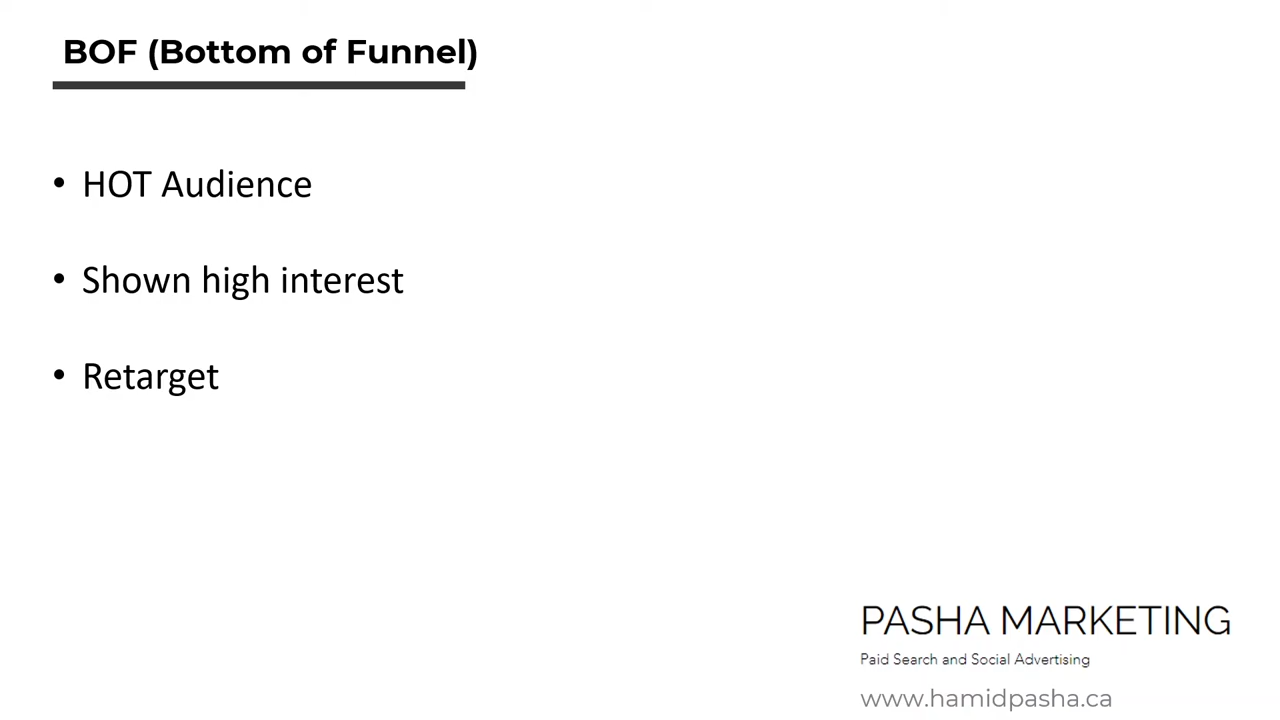 BOF (Bottom of Funnel)
• HOT Audience
• Shown high interest
• Retarget
PASHA MARKETING
Paid Search and Social Advertising
www.hamidpasha.ca